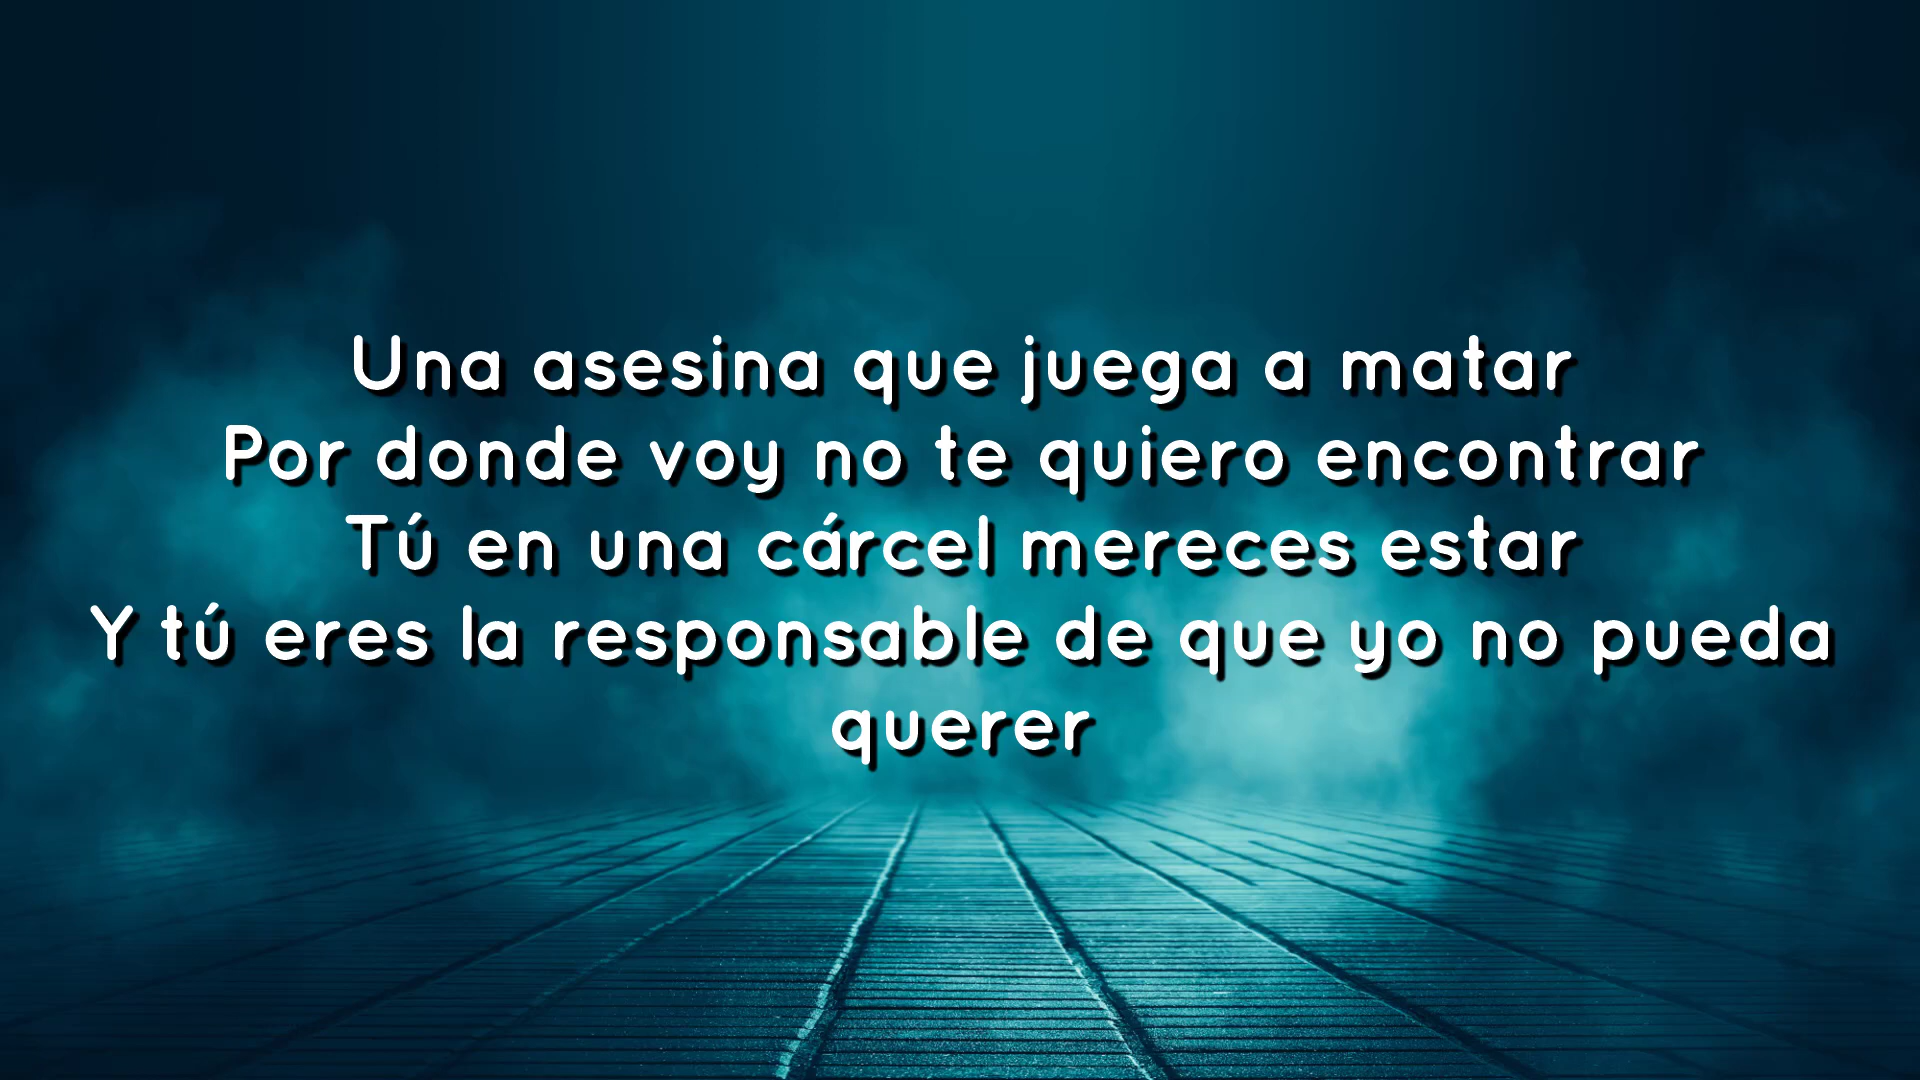 Una asesina que juega a matar
Por donde voy no te quiero encontrar
Tú en una cárcel mereces estar
Y tú eres la responsable de que yo no pueda
querer